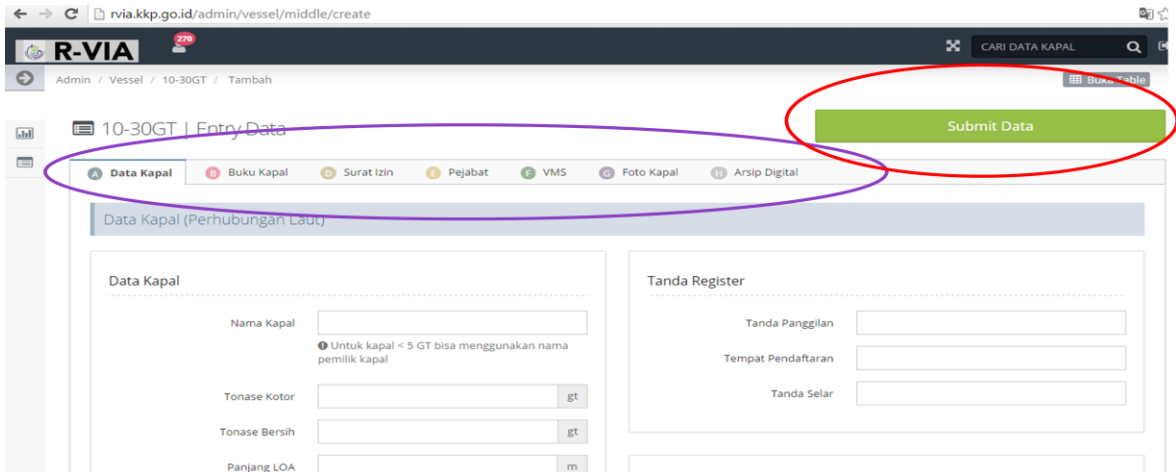 rvia.kkp.go.id/admin/vessel/middle/create
R-VIA 270 CARI DATA KAPAL
Admin / Vessel / 10-30GT / Tambah Buka Table
10-30GT | Entry Data Submit Data
A Data Kapal B Buku Kapal D Surat Izin E Pejabat F VMS G Foto Kapal H Arsip Digital
Data Kapal (Perhubungan Laut)
Data Kapal
Nama Kapal
Untuk kapal < 5 GT bisa menggunakan nama
pemilik kapal
Tonase Kotor gt
Tonase Bersih gt
Panjang LOA m
Tanda Register
Tanda Panggilan
Tempat Pendaftaran
Tanda Selar